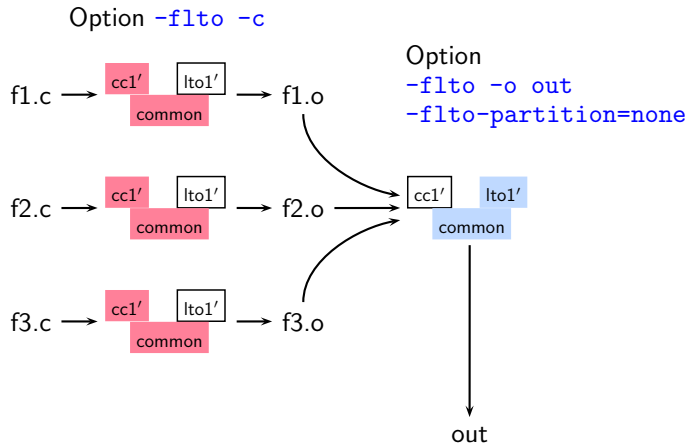 Option -flto -c
Option
-flto -o out
-flto-partition=none
f1.c
cc1′
lto1′
common
f1.o
f2.c
cc1′
lto1′
common
f2.o
cc1′
lto1′
common
f3.c
cc1′
lto1′
common
f3.o
out